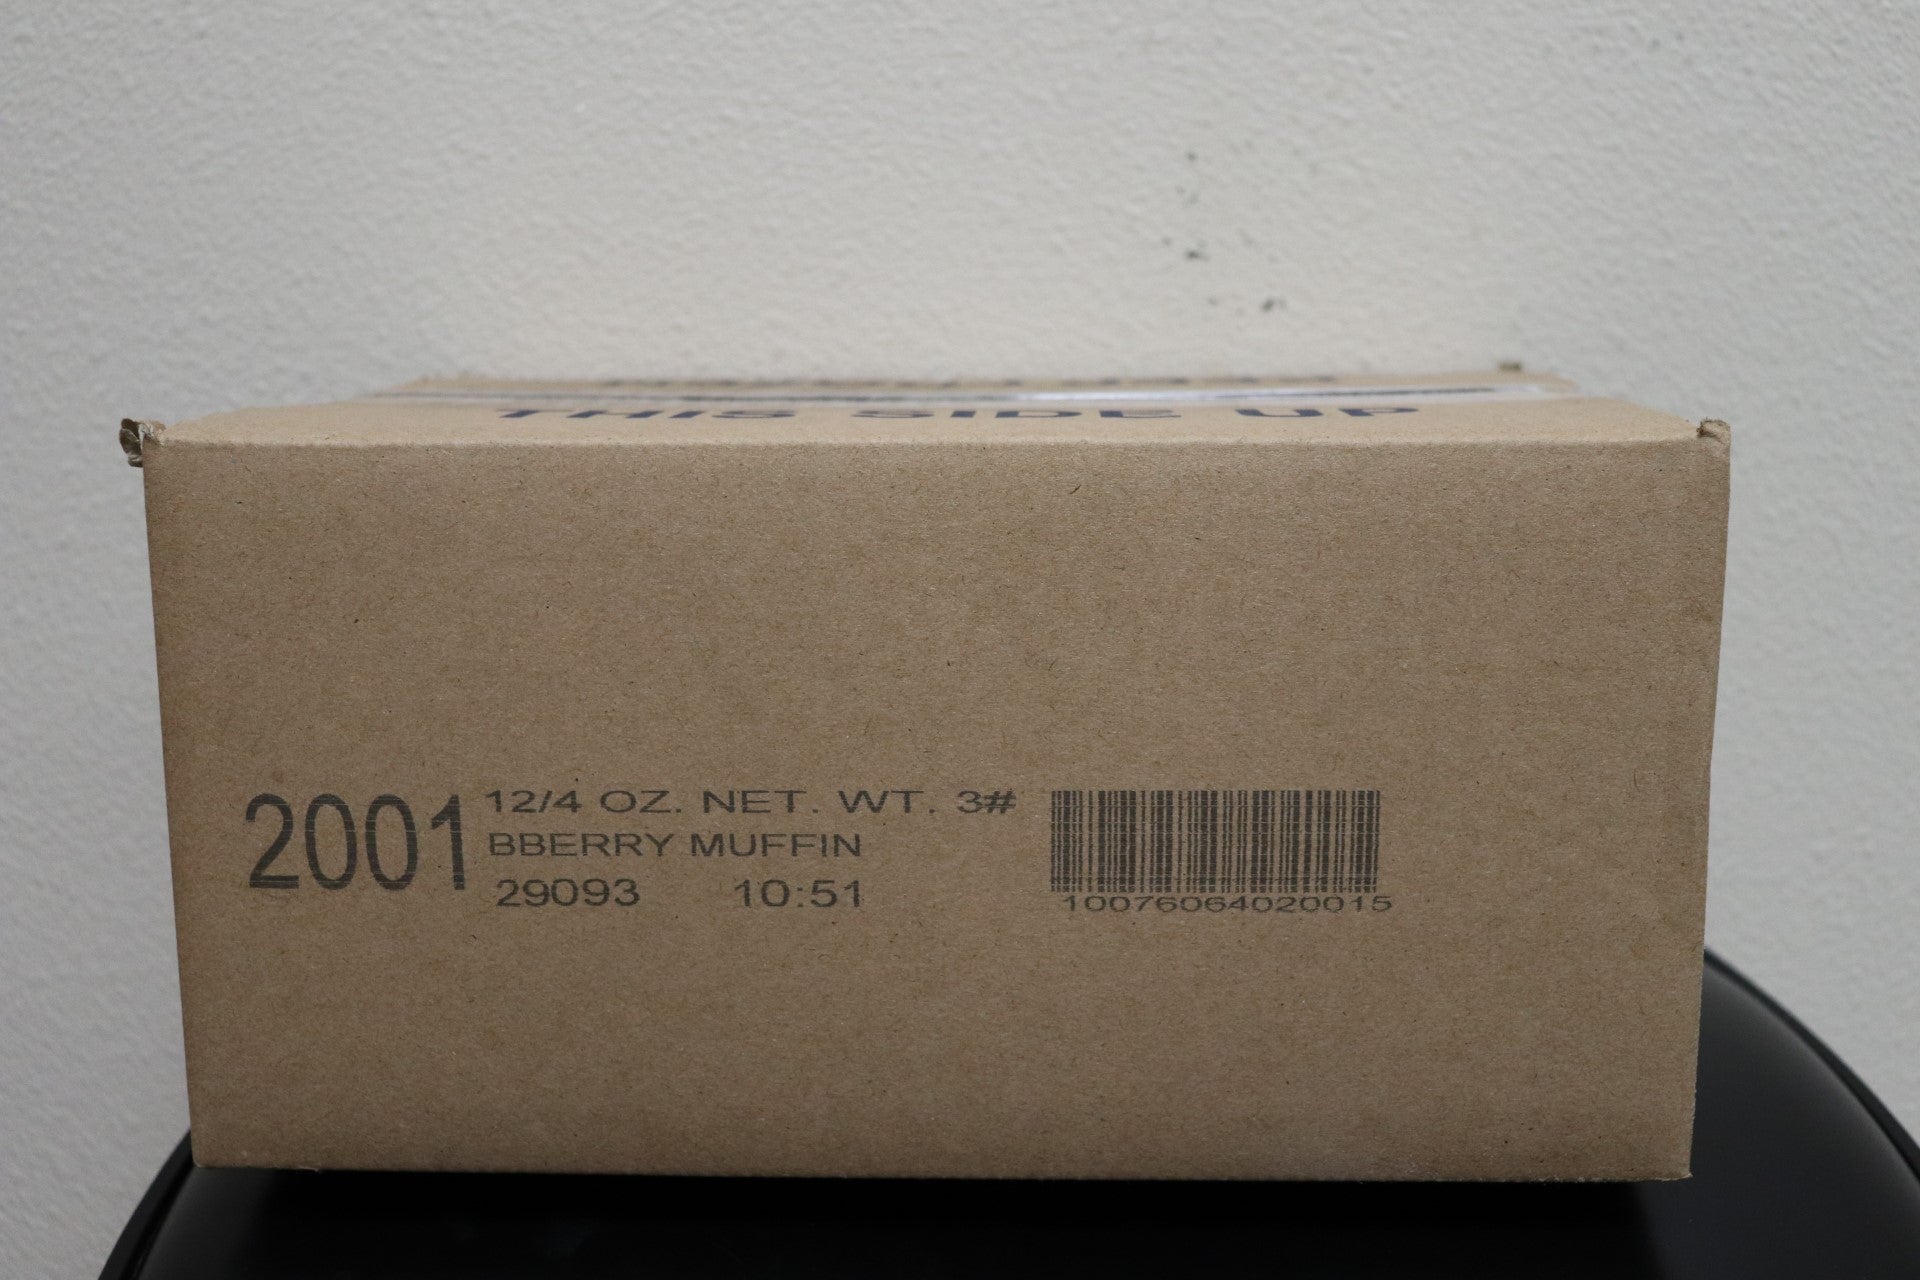 THIS SIDE UP
2001
12/4 OZ. NET. WT. 3#
BBERRY MUFFIN
29093 10:51
10076064020015